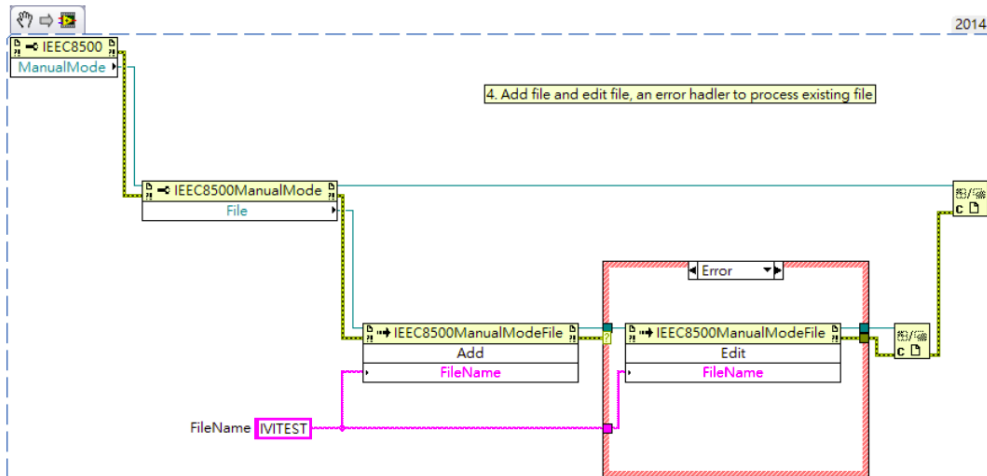 2014
IEEC8500
ManualMode
4. Add file and edit file, an error hadler to process existing file
IEEC8500ManualMode
File
Error
IEEC8500ManualModeFile
Add
FileName
IEEC8500ManualModeFile
Edit
FileName
FileName IVITEST